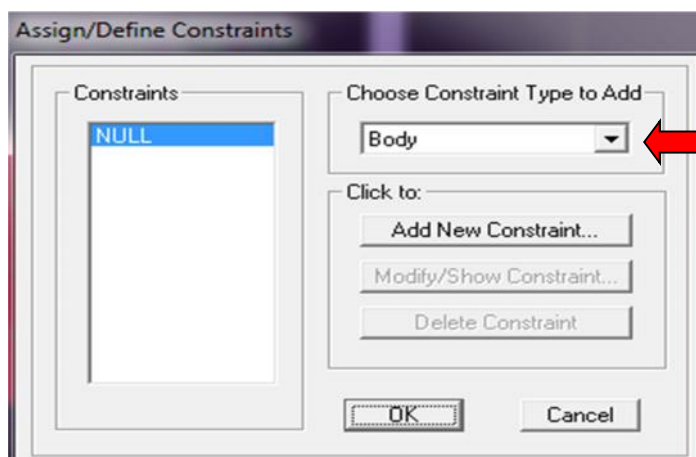 Assign/Define Constraints
Constraints
NULL
Choose Constraint Type to Add
Body
Click to:
Add New Constraint...
Modify/Show Constraint...
Delete Constraint
OK
Cancel